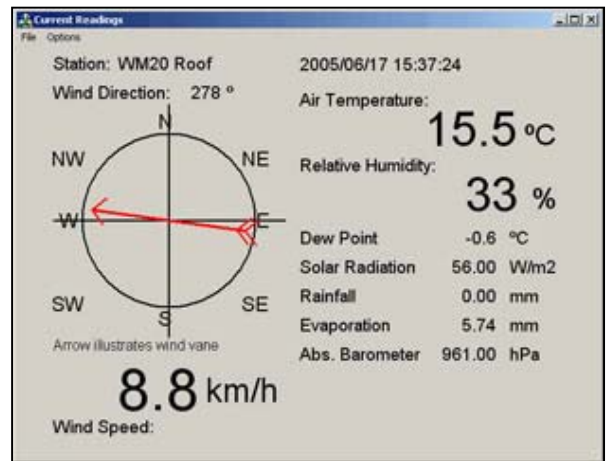 Current Readings
File Options
Station: WM20 Roof
Wind Direction: 278 º
N
NW NE
W E
SW SE
S
Arrow illustrates wind vane
8.8 km/h
Wind Speed:
2005/06/17 15:37:24
Air Temperature:
15.5 ºC
Relative Humidity:
33 %
Dew Point -0.6 ºC
Solar Radiation 56.00 W/m2
Rainfall 0.00 mm
Evaporation 5.74 mm
Abs. Barometer 961.00 hPa